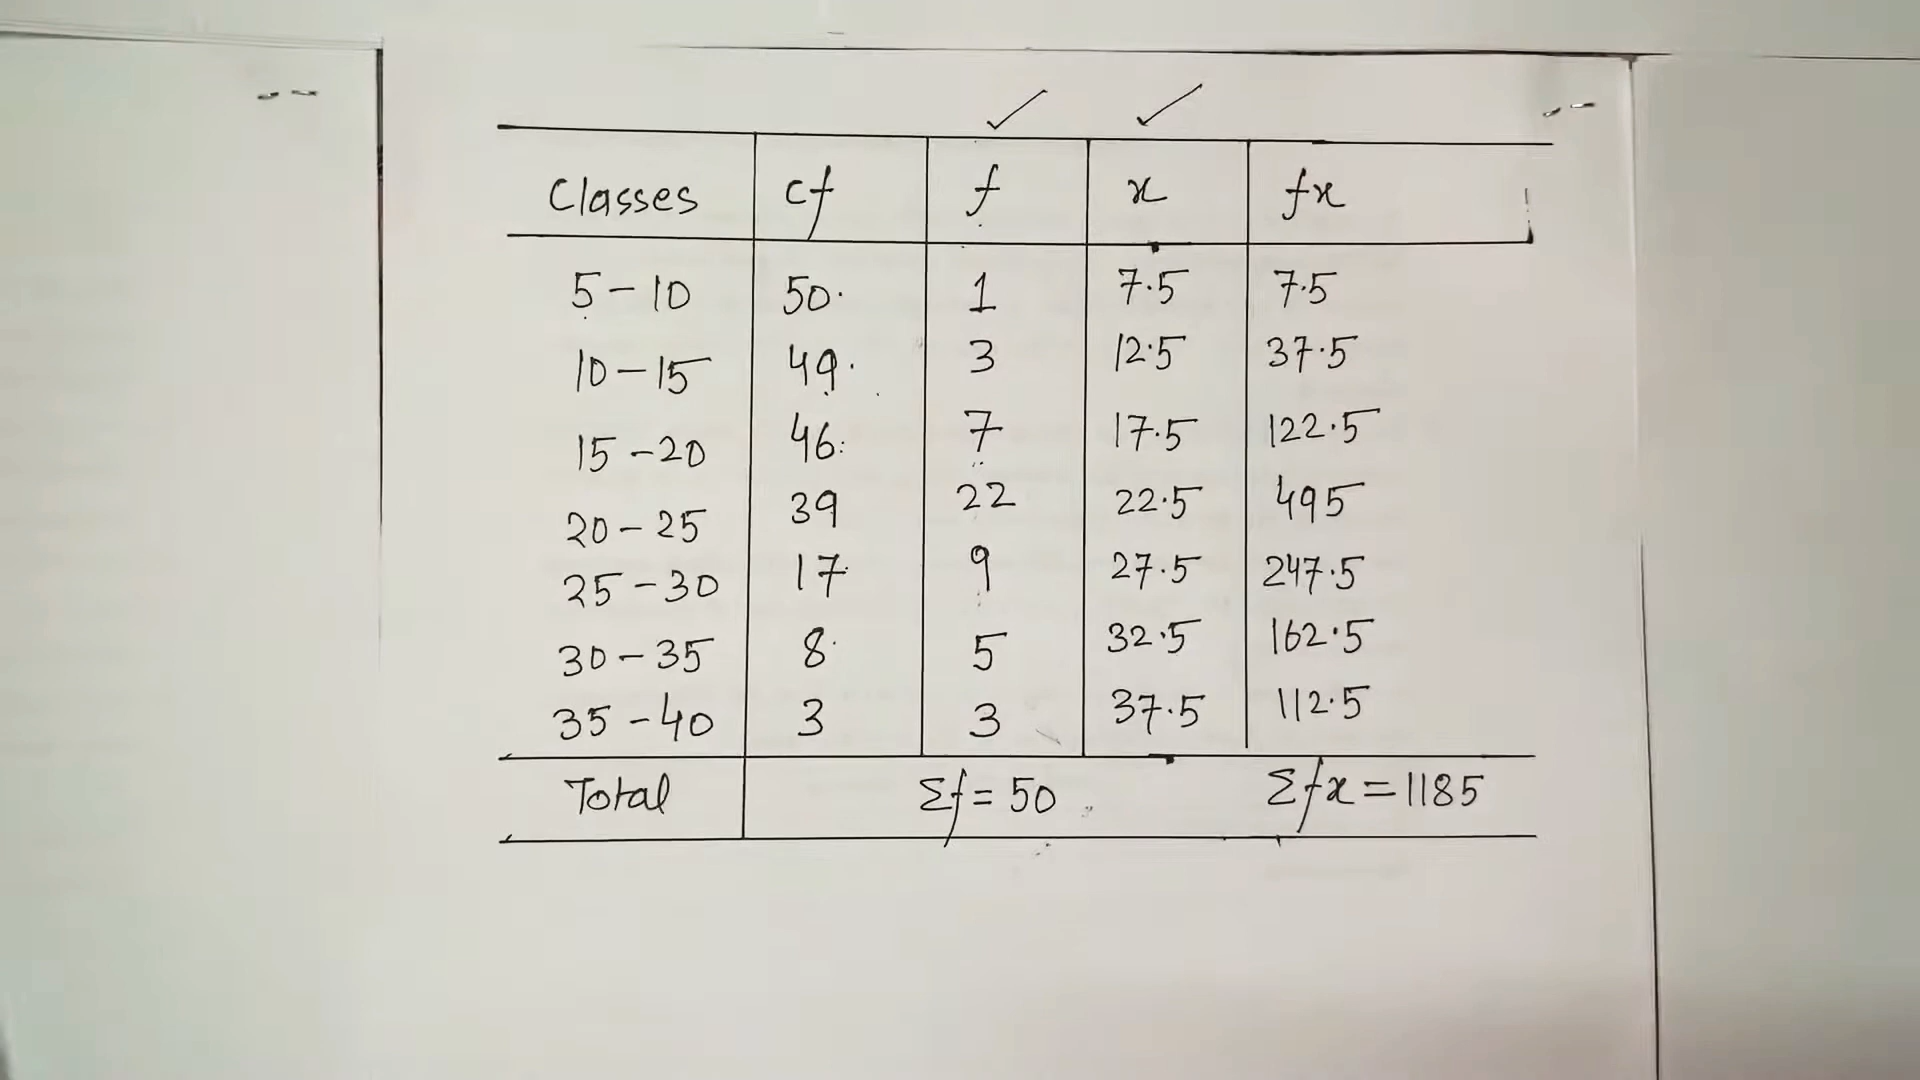 Classes cf f x fx
5-10 50 1 7.5 7.5
10-15 49 3 12.5 37.5
15-20 46 7 17.5 122.5
20-25 39 22 22.5 495
25-30 17 9 27.5 247.5
30-35 8 5 32.5 162.5
35-40 3 3 37.5 112.5
Total Σf=50 Σfx=1185